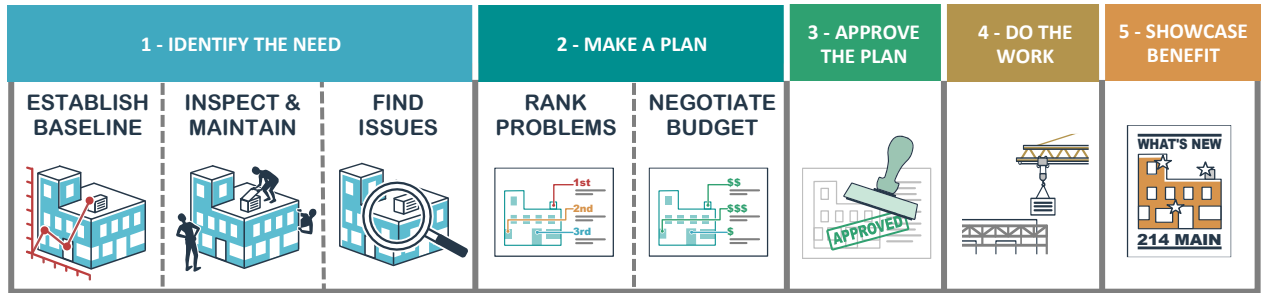 1 - IDENTIFY THE NEED
2 - MAKE A PLAN
3 - APPROVE
THE PLAN
4 - DO THE
WORK
5 - SHOWCASE
BENEFIT
ESTABLISH
BASELINE
INSPECT &
MAINTAIN
FIND
ISSUES
RANK
PROBLEMS
NEGOTIATE
BUDGET
1st
2nd
3rd
$$
$$$
$
APPROVED
WHAT'S NEW
214 MAIN